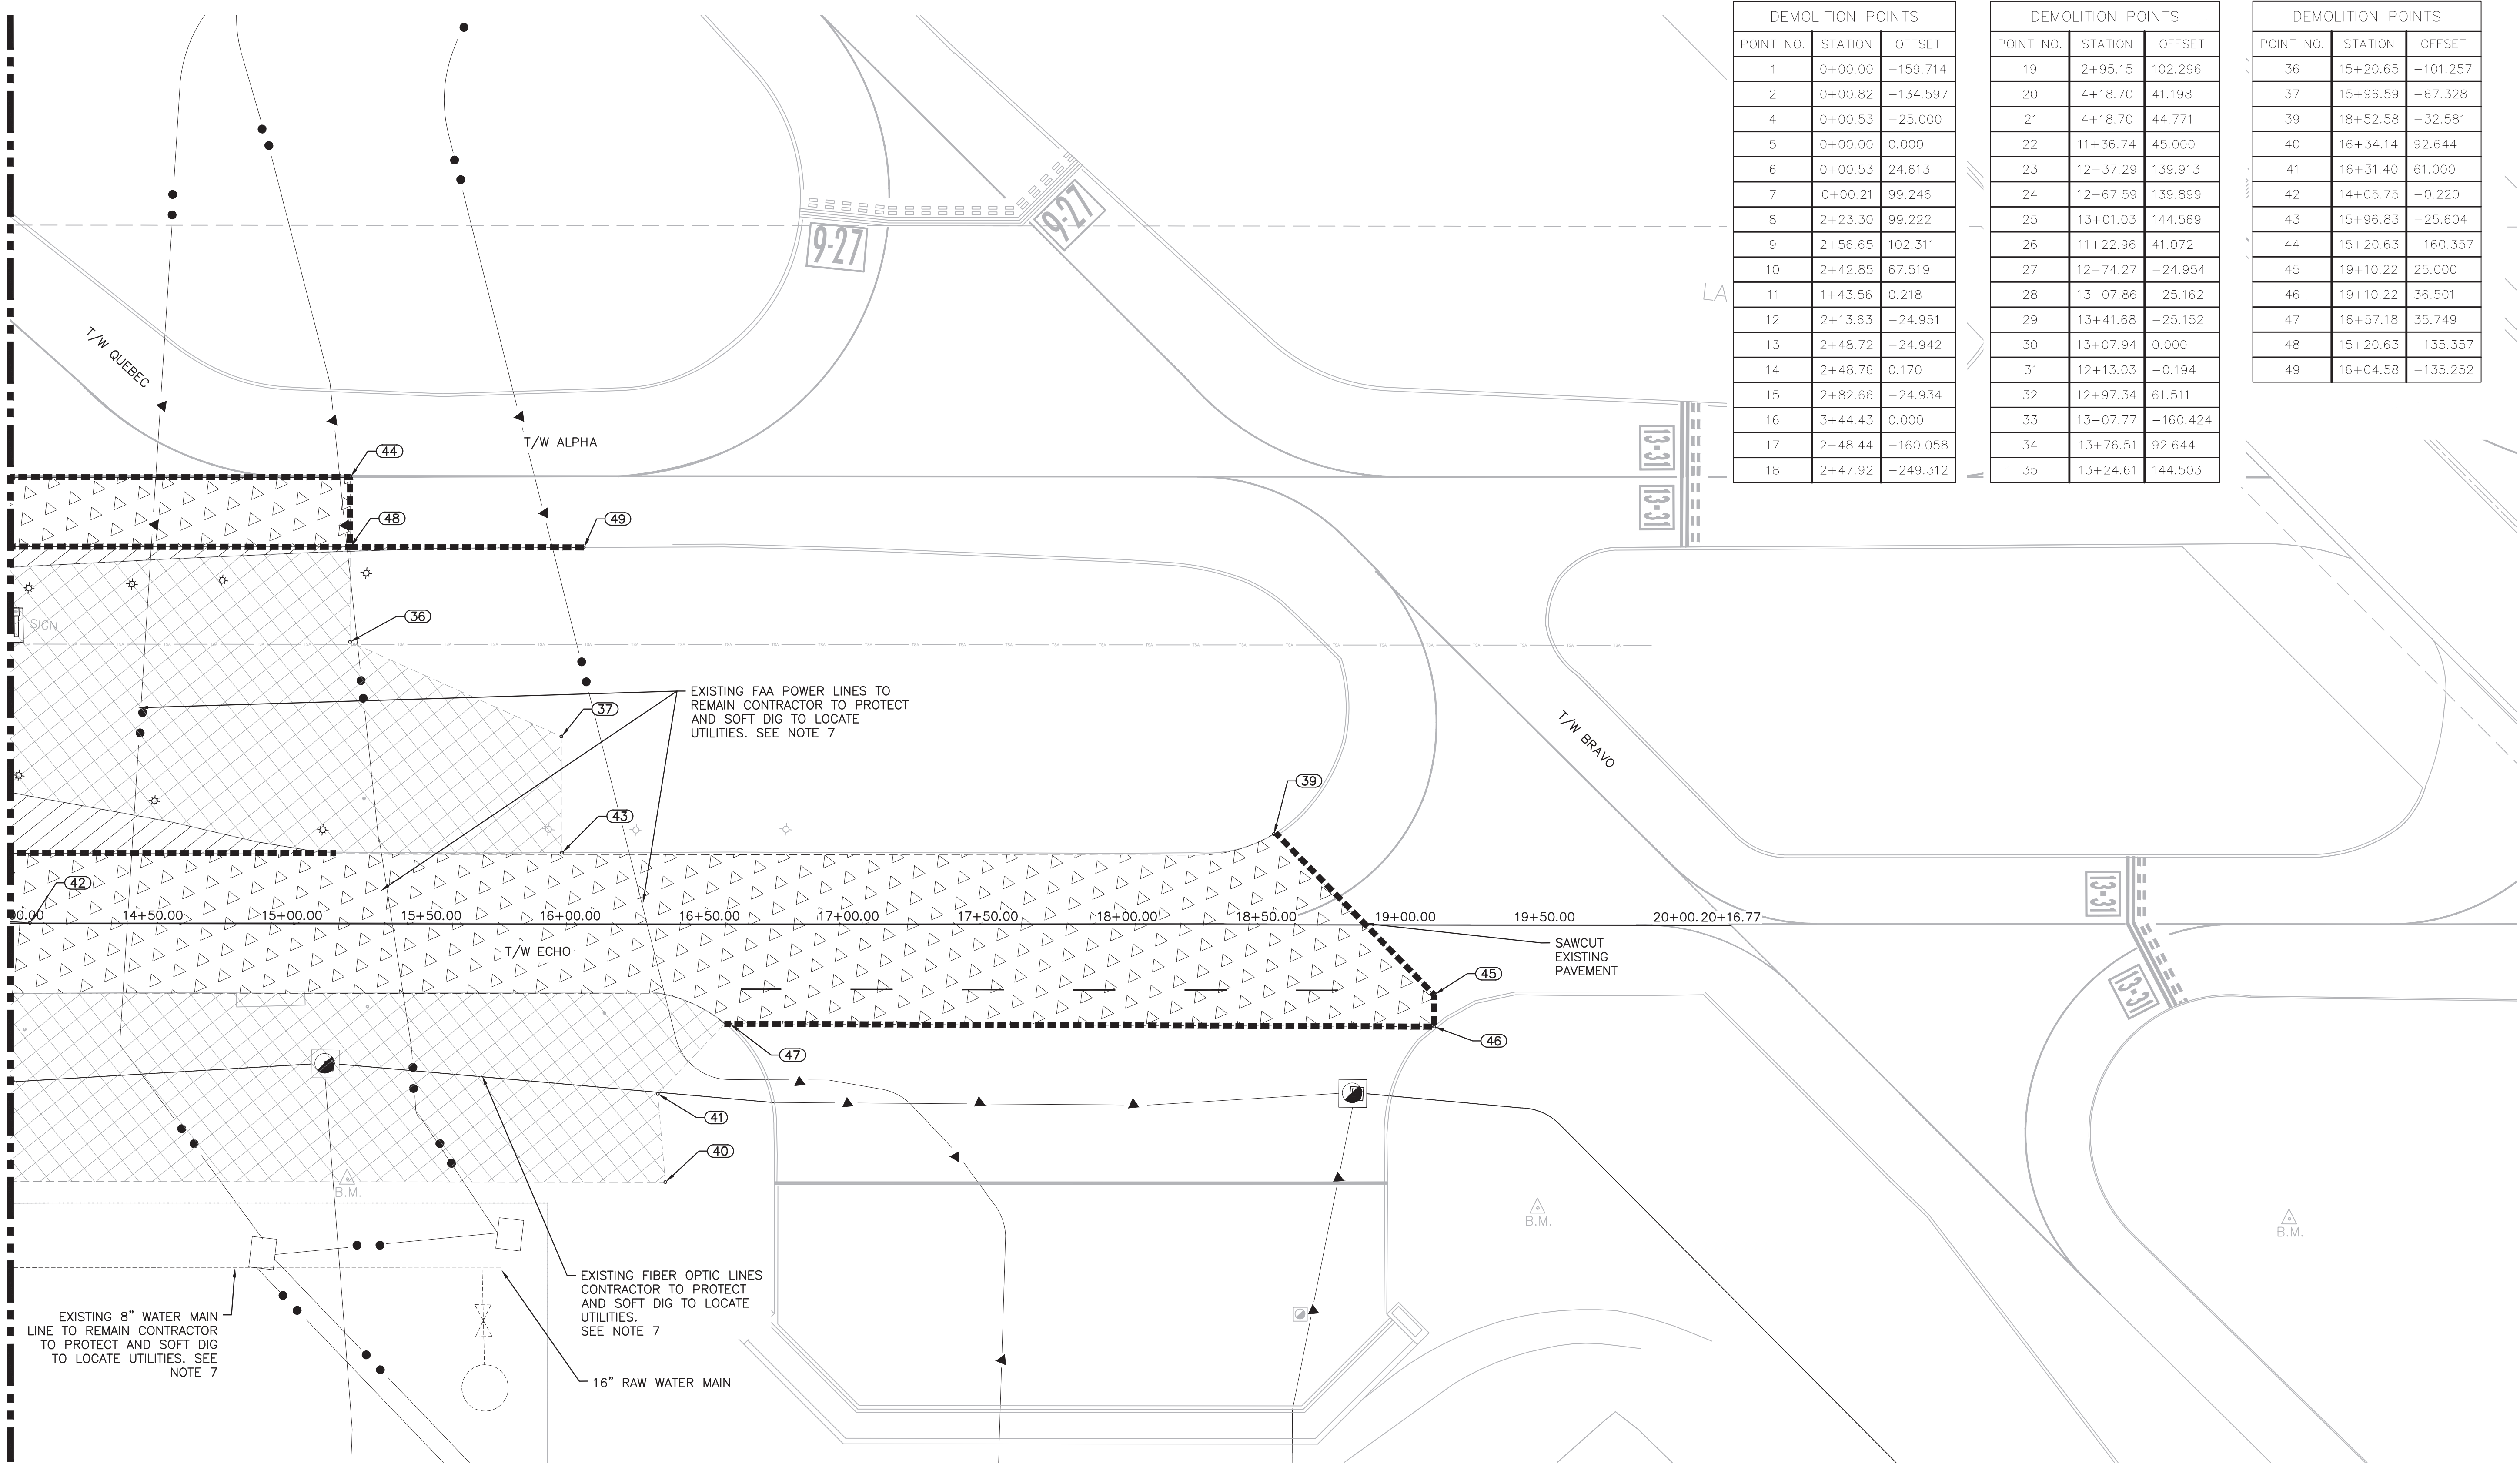 DEMOLITION POINTS
POINT NO. STATION OFFSET
1 0+00.00 −159.714
2 0+00.82 −134.597
4 0+00.53 −25.000
5 0+00.00 0.000
6 0+00.53 24.613
7 0+00.21 99.246
8 2+23.30 99.222
9 2+56.65 102.311
10 2+42.85 67.519
11 1+43.56 0.218
12 2+13.63 −24.951
13 2+48.72 −24.942
14 2+48.76 0.170
15 2+82.66 −24.934
16 3+44.43 0.000
17 2+48.44 −160.058
18 2+47.92 −249.312
DEMOLITION POINTS
POINT NO. STATION OFFSET
19 2+95.15 102.296
20 4+18.70 41.198
21 4+18.70 44.771
22 11+36.74 45.000
23 12+37.29 139.913
24 12+67.59 139.899
25 13+01.03 144.569
26 11+22.96 41.072
27 12+74.27 −24.954
28 13+07.86 −25.162
29 13+41.68 −25.152
30 13+07.94 0.000
31 12+13.03 −0.194
32 12+97.34 61.511
33 13+07.77 −160.424
34 13+76.51 92.644
35 13+24.61 144.503
DEMOLITION POINTS
POINT NO. STATION OFFSET
36 15+20.65 −101.257
37 15+96.59 −67.328
39 18+52.58 −32.581
40 16+34.14 92.644
41 16+31.40 61.000
42 14+05.75 −0.220
43 15+96.83 −25.604
44 15+20.63 −160.357
45 19+10.22 25.000
46 19+10.22 36.501
47 16+57.18 35.749
48 15+20.63 −135.357
49 16+04.58 −135.252
9-27
9-27
LA
T/W QUEBEC
T/W ALPHA
13-31
13-31
44
48
49
36
SIGN
EXISTING FAA POWER LINES TO
REMAIN CONTRACTOR TO PROTECT
AND SOFT DIG TO LOCATE
UTILITIES. SEE NOTE 7
37
T/W BRAVO
39
43
42
13-31
00.00 14+50.00 15+00.00 15+50.00 16+00.00 16+50.00 17+00.00 17+50.00 18+00.00 18+50.00 19+00.00 19+50.00 20+00. 20+16.77
T/W ECHO
SAWCUT
EXISTING
PAVEMENT
45
13-31
46
47
41
40
B.M.
B.M.
B.M.
EXISTING FIBER OPTIC LINES
CONTRACTOR TO PROTECT
AND SOFT DIG TO LOCATE
UTILITIES.
SEE NOTE 7
EXISTING 8" WATER MAIN
LINE TO REMAIN CONTRACTOR
TO PROTECT AND SOFT DIG
TO LOCATE UTILITIES. SEE
NOTE 7
16" RAW WATER MAIN